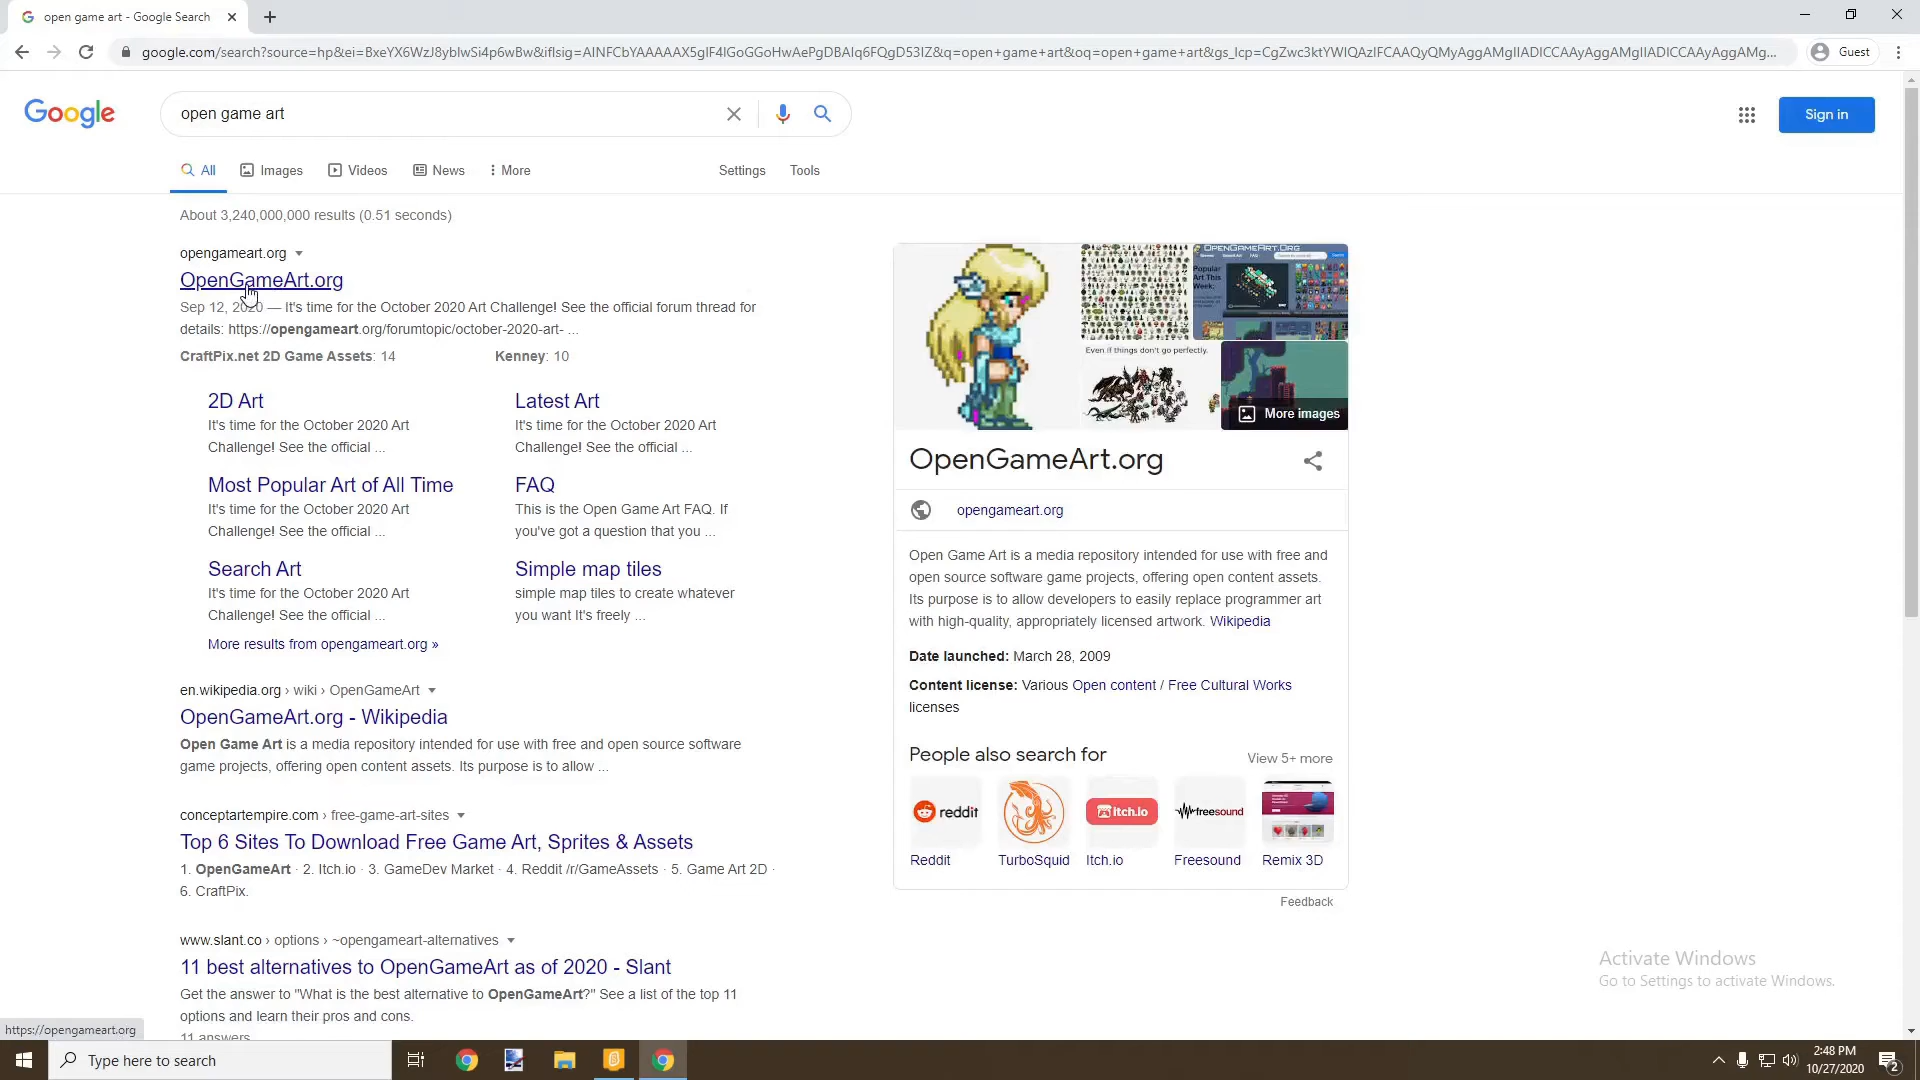 open game art - Google Search
google.com/search?source=hp&ei=BxeYX6WzJ8yblwSi4p6wBw&iflsig=AINFCbYAAAAAX5gIF4IGoGGoHwAePgDBAIq6FQgD53IZ&q=open+game+art&oq=open+game+art&gs_lcp=CgZwc3ktYWIQAzIFCAAQyQMyAggAMgIIADICCAAyAggAMgIIADICCAAyAggAMg...
Guest
Google
open game art
Sign in
All
Images
Videos
News
More
Settings
Tools
About 3,240,000,000 results (0.51 seconds)
opengameart.org
OpenGameArt.org
Sep 12, 2020 — It's time for the October 2020 Art Challenge! See the official forum thread for
details: https://opengameart.org/forumtopic/october-2020-art- ...
CraftPix.net 2D Game Assets: 14
Kenney: 10
2D Art
It's time for the October 2020 Art
Challenge! See the official ...
Latest Art
It's time for the October 2020 Art
Challenge! See the official ...
Most Popular Art of All Time
It's time for the October 2020 Art
Challenge! See the official ...
FAQ
This is the Open Game Art FAQ. If
you've got a question that you ...
Search Art
It's time for the October 2020 Art
Challenge! See the official ...
Simple map tiles
simple map tiles to create whatever
you want It's freely ...
More results from opengameart.org »
en.wikipedia.org › wiki › OpenGameArt
OpenGameArt.org - Wikipedia
Open Game Art is a media repository intended for use with free and open source software
game projects, offering open content assets. Its purpose is to allow ...
conceptartempire.com › free-game-art-sites
Top 6 Sites To Download Free Game Art, Sprites & Assets
1. OpenGameArt · 2. Itch.io · 3. GameDev Market · 4. Reddit /r/GameAssets · 5. Game Art 2D ·
6. CraftPix.
www.slant.co › options › ~opengameart-alternatives
11 best alternatives to OpenGameArt as of 2020 - Slant
Get the answer to "What is the best alternative to OpenGameArt?" See a list of the top 11
options and learn their pros and cons.
11 answers
OpenGameArt.Org
Popular
Art This
Week:
Even if things don't go perfectly.
More images
OpenGameArt.org
opengameart.org
Open Game Art is a media repository intended for use with free and
open source software game projects, offering open content assets.
Its purpose is to allow developers to easily replace programmer art
with high-quality, appropriately licensed artwork. Wikipedia
Date launched: March 28, 2009
Content license: Various Open content / Free Cultural Works
licenses
People also search for
View 5+ more
reddit
itch.io
freesound
Reddit
TurboSquid
Itch.io
Freesound
Remix 3D
Feedback
Activate Windows
Go to Settings to activate Windows.
https://opengameart.org
Type here to search
2:48 PM
10/27/2020
2